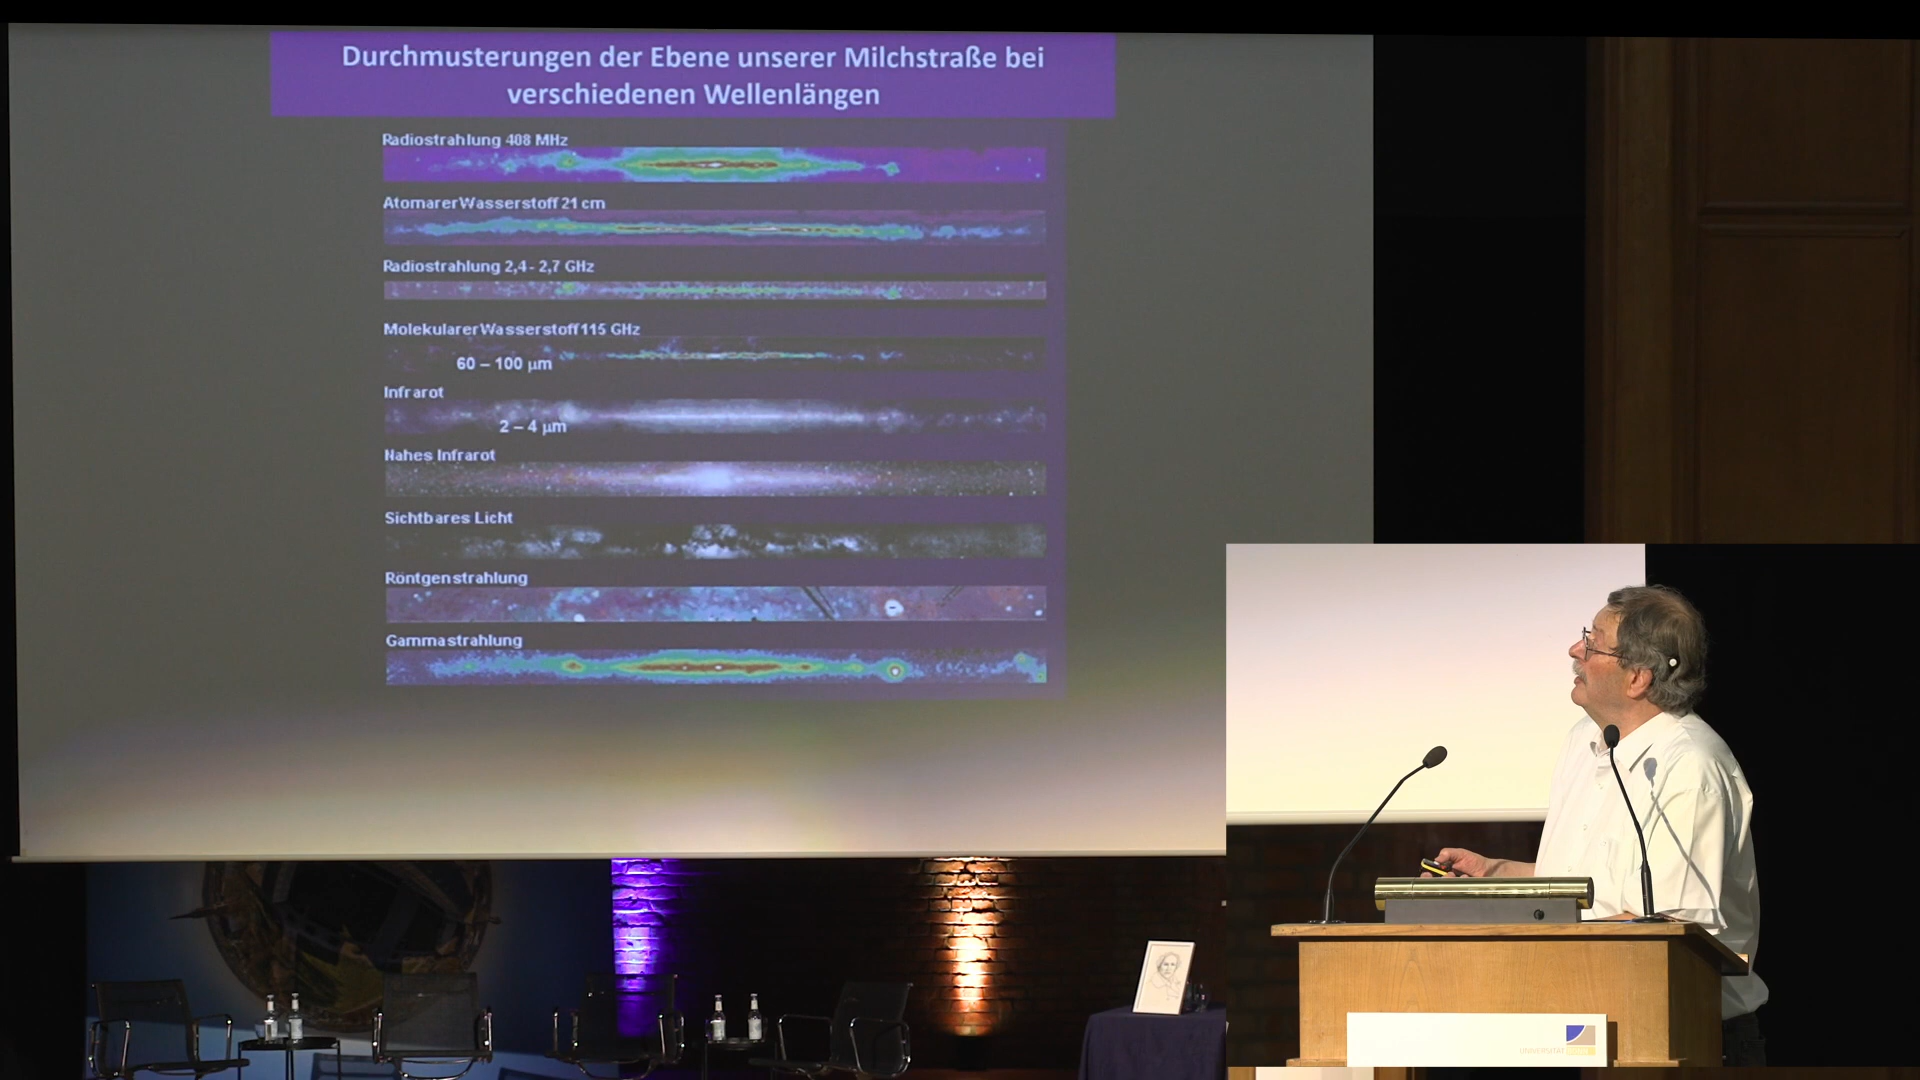 Durchmusterungen der Ebene unserer Milchstraße bei
verschiedenen Wellenlängen
Radiostrahlung 408 MHz
Atomarer Wasserstoff 21 cm
Radiostrahlung 2,4 - 2,7 GHz
Molekularer Wasserstoff 115 GHz
60 – 100 µm
Infrarot
2 – 4 µm
Nahes Infrarot
Sichtbares Licht
Röntgenstrahlung
Gammastrahlung
UNIVERSITÄT BONN